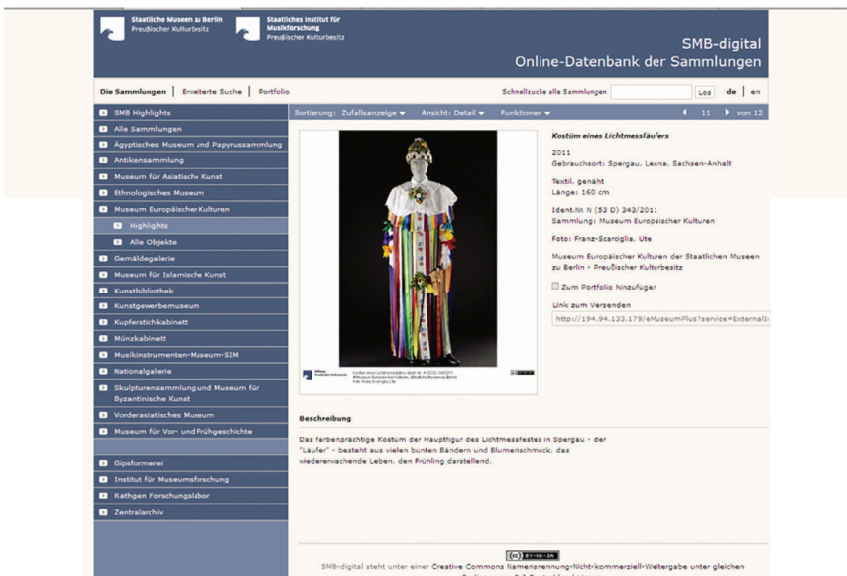 Staatliche Museen zu Berlin
Preußischer Kulturbsitz
Staatliches Institut für
Musikforschung
Preußischer Kulturbesitz
SMB-digital
Online-Datenbank der Sammlungen
Die Sammlungen | Erweiterte Suche | Portfolio
Schnellsuche alle Sammlungen Los de | en
SMB Highlights
Alle Sammlungen
Ägyptisches Museum und Papyrussammlung
Antikensammlung
Museum für Asiatische Kunst
Ethnologisches Museum
Museum Europäischer Kulturen
Highlights
Alle Objekte
Gemäldegalerie
Museum für Islamische Kunst
Kunstbibliothek
Kunstgewerbemuseum
Kupferstichkabinett
Münzkabinett
Musikinstrumenten-Museum-SIM
Nationalgalerie
Skulpturensammlung und Museum für
Byzantinische Kunst
Vorderasiatisches Museum
Museum für Vor- und Frühgeschichte
Gipsformerei
Institut für Museumsforschung
Rathgen Forschungslabor
Zentralarchiv
Sortierung: Zufallsanzeige Ansicht: Detail Funktionen 11 von 12
Kostüm eines Lichtmessläufers
2011
Gebrauchsort: Spergau, Leuna, Sachsen-Anhalt
Textil, genäht
Länge: 160 cm
Ident.Nr. N (53 D) 343/2011
Sammlung: Museum Europäischer Kulturen
Foto: Franz-Scarciglia, Ute
Museum Europäischer Kulturen der Staatlichen Museen
zu Berlin - Preußischer Kulturbesitz
Zum Portfolio hinzufügen
Link zum Versenden
http://194.94.133.179/eMuseumPlus?service=ExternalI
Beschreibung
Das farbenprächtige Kostüm der Hauptfigur des Lichtmessfestes in Spergau - der
"Läufer" - besteht aus vielen bunten Bändern und Blumenschmuck, das
wiedererwachende Leben, den Frühling darstellend.
(cc) BY-NC-SA
SMB-digital steht unter einer Creative Commons Namensnennung-Nicht-kommerziell-Weitergabe unter gleichen